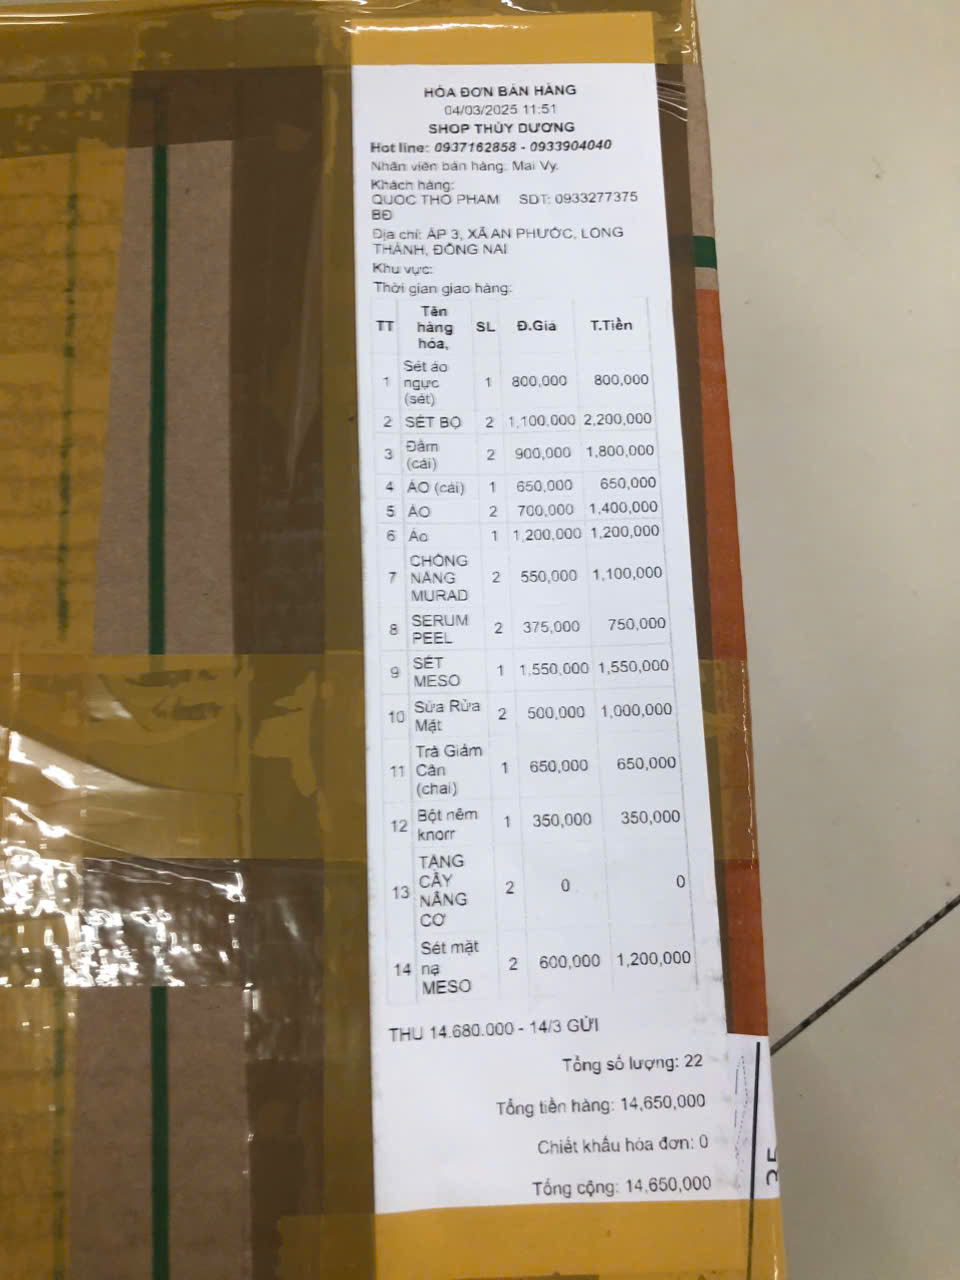 HÓA ĐƠN BÁN HÀNG
04/03/2025 11:51
SHOP THÙY DƯƠNG
Hot line: 0937162858 - 0933904040
Nhân viên bán hàng: Mai Vy.
Khách hàng:
QUOC THO PHAM SDT: 0933277375
BĐ
Địa chỉ: ẤP 3, XÃ AN PHƯỚC, LONG
THÀNH, ĐỒNG NAI
Khu vực:
Thời gian giao hàng:
TT Tên hàng hóa, SL Đ.Giá T.Tiền
1 Sét áo ngực (sét) 1 800,000 800,000
2 SÉT BỘ 2 1,100,000 2,200,000
3 Đầm (cái) 2 900,000 1,800,000
4 ÁO (cái) 1 650,000 650,000
5 ÁO 2 700,000 1,400,000
6 Áo 1 1,200,000 1,200,000
7 CHỐNG NẮNG MURAD 2 550,000 1,100,000
8 SERUM PEEL 2 375,000 750,000
9 SÉT MESO 1 1,550,000 1,550,000
10 Sữa Rửa Mặt 2 500,000 1,000,000
11 Trà Giảm Cân (chai) 1 650,000 650,000
12 Bột nêm knorr 1 350,000 350,000
13 TẶNG CÂY NÂNG CƠ 2 0 0
14 Sét mặt nạ MESO 2 600,000 1,200,000
THU 14.680.000 - 14/3 GỬI
Tổng số lượng: 22
Tổng tiền hàng: 14,650,000
Chiết khấu hóa đơn: 0
Tổng cộng: 14,650,000